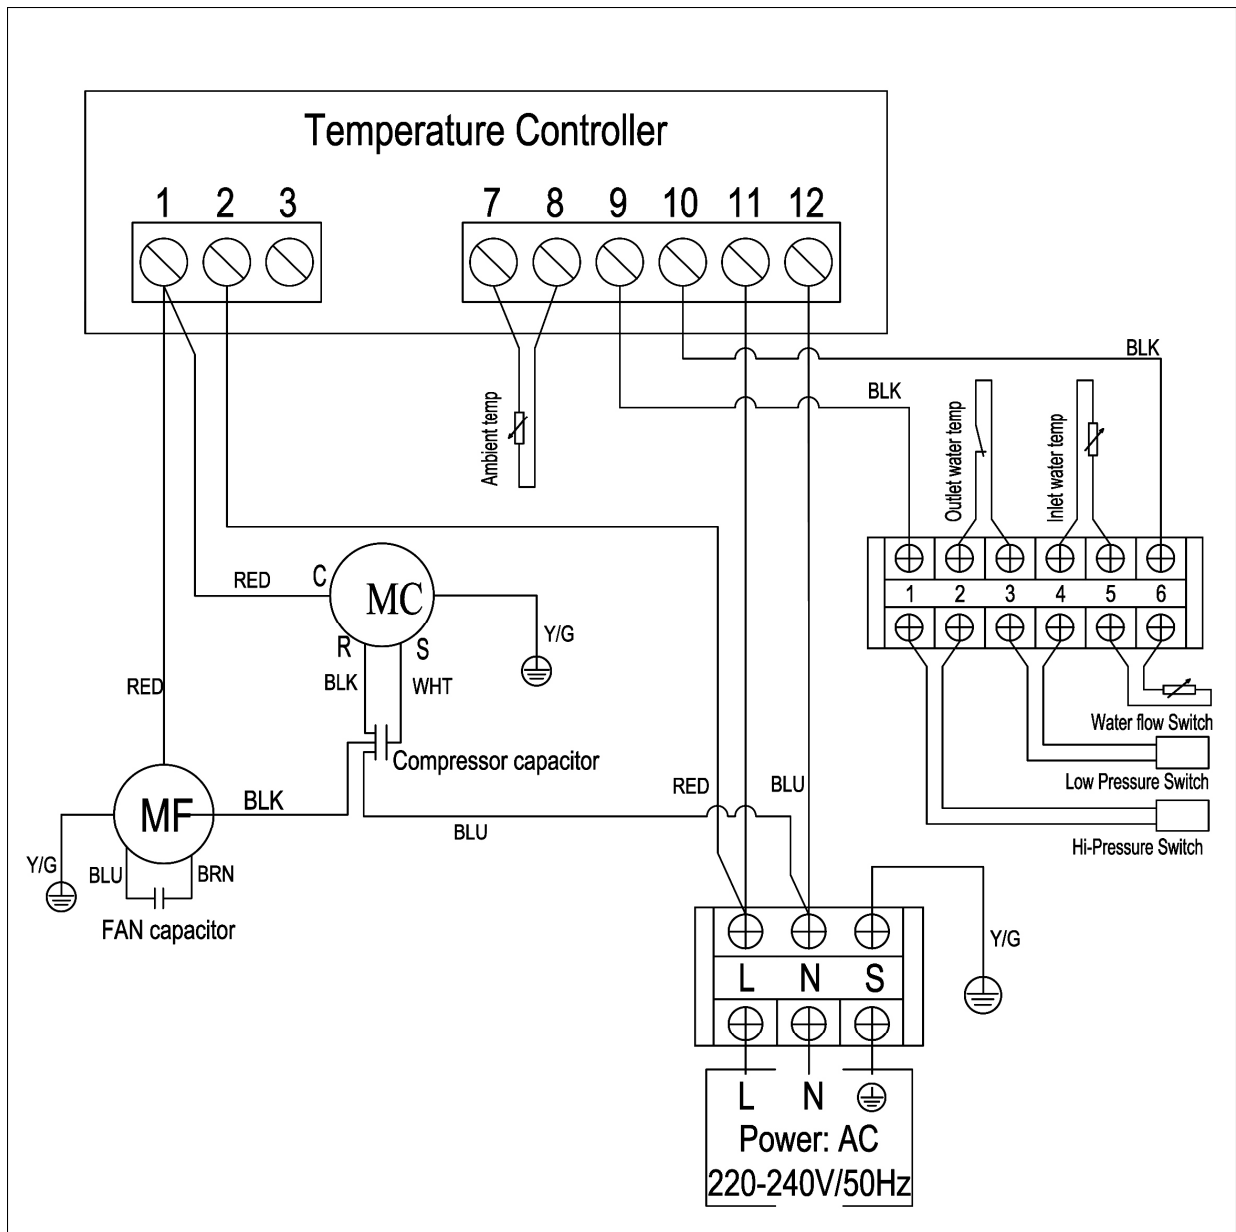 Temperature Controller
1 2 3
7 8 9 10 11 12
BLK
BLK
Ambient temp
Outlet water temp
Inlet water temp
1 2 3 4 5 6
C
MC
RED
R S
Y/G
BLK WHT
RED
Water flow Switch
Compressor capacitor
Low Pressure Switch
RED
BLU
MF
BLK
BLU
Hi-Pressure Switch
Y/G
BLU BRN
FAN capacitor
Y/G
L N S
L N
Power: AC
220-240V/50Hz